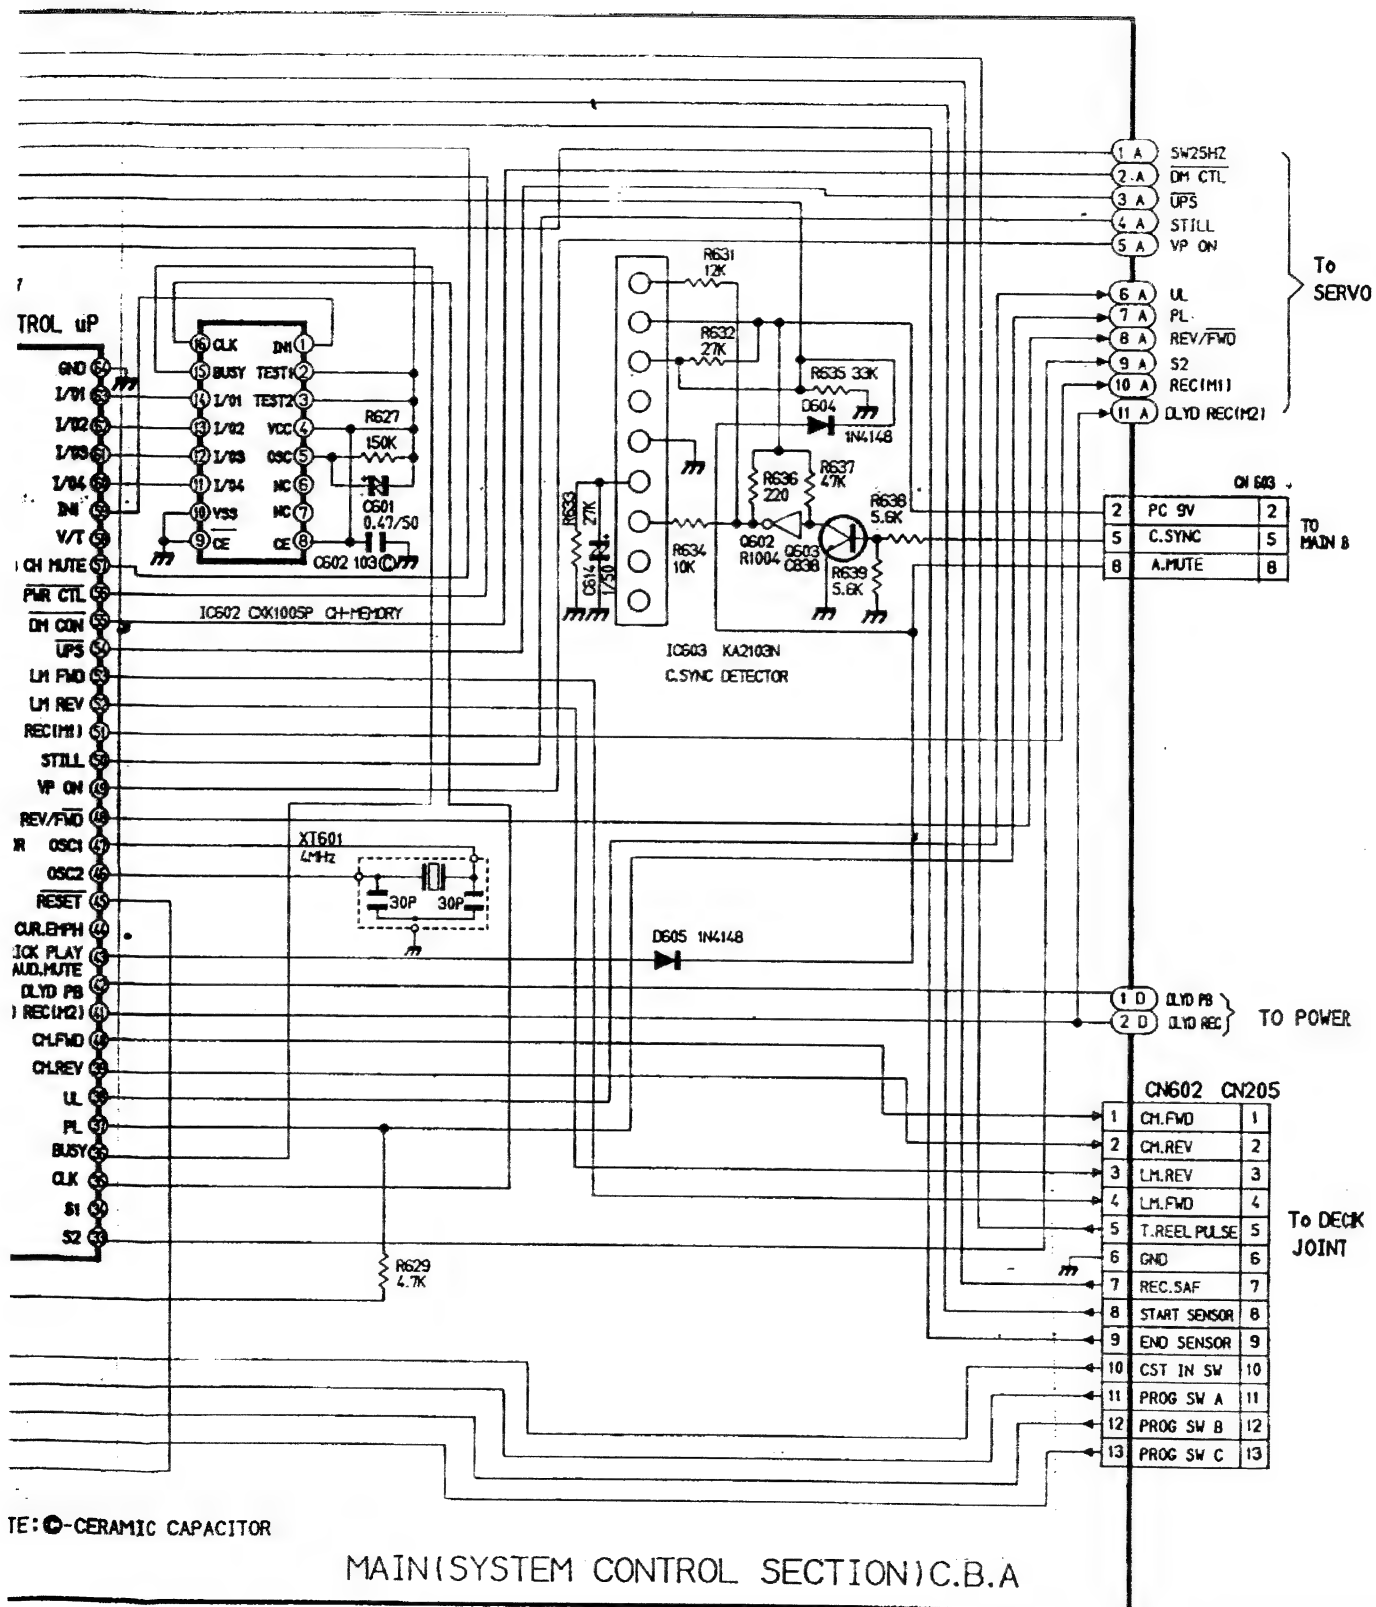 1 A SW25HZ
2 A DM CTL
3 A UPS
4 A STILL
5 A VP ON
6 A UL
7 A PL
8 A REV/FWD
9 A S2
10 A REC(M1)
11 A DLYD REC(M2)
To
SERVO
TROL uP
GND 64
I/O1 63
I/O2 62
I/O3 61
I/O4 60
INI 59
V/T 58
CH MUTE 57
PWR CTL 56
DM CON 55
UPS 54
LM FWD 53
LM REV 52
REC(M1) 51
STILL 50
VP ON 49
REV/FWD 48
OSC1 47
OSC2 46
RESET 45
CUR.EMPH 44
ICK PLAY 43
AUD.MUTE
DLYD PB 42
) REC(M2) 41
CM.FWD 40
CM.REV 39
UL 38
PL 37
BUSY 36
CLK 35
S1 34
S2 33
16 CLK INI 1
15 BUSY TEST1 2
14 I/O1 TEST2 3
13 I/O2 VCC 4
12 I/O3 OSC 5
11 I/O4 NC 6
10 VSS NC 7
9 CE CE 8
R627
150K
C601
0.47/50
C602 103 C
IC602 CXK1005P CH-MEMORY
R631
12K
R632
27K
R635 33K
D604
1N4148
R633
27K
C614
1/50
R636
220
R637
47K
R638
5.6K
R634
10K
Q602
R1004
Q603
C838
R639
5.6K
IC603 KA2103N
C.SYNC DETECTOR
CN 603
2 PC 9V 2
5 C.SYNC 5
8 A.MUTE 8
TO
MAIN B
XT601
4MHz
30P 30P
D605 1N4148
1 D DLYD PB
2 D DLYD REC
TO POWER
R629
4.7K
CN602 CN205
1 CM.FWD 1
2 CM.REV 2
3 LM.REV 3
4 LM.FWD 4
5 T.REEL PULSE 5
6 GND 6
7 REC.SAF 7
8 START SENSOR 8
9 END SENSOR 9
10 CST IN SW 10
11 PROG SW A 11
12 PROG SW B 12
13 PROG SW C 13
To DECK
JOINT
TE: C-CERAMIC CAPACITOR
MAIN(SYSTEM CONTROL SECTION)C.B.A